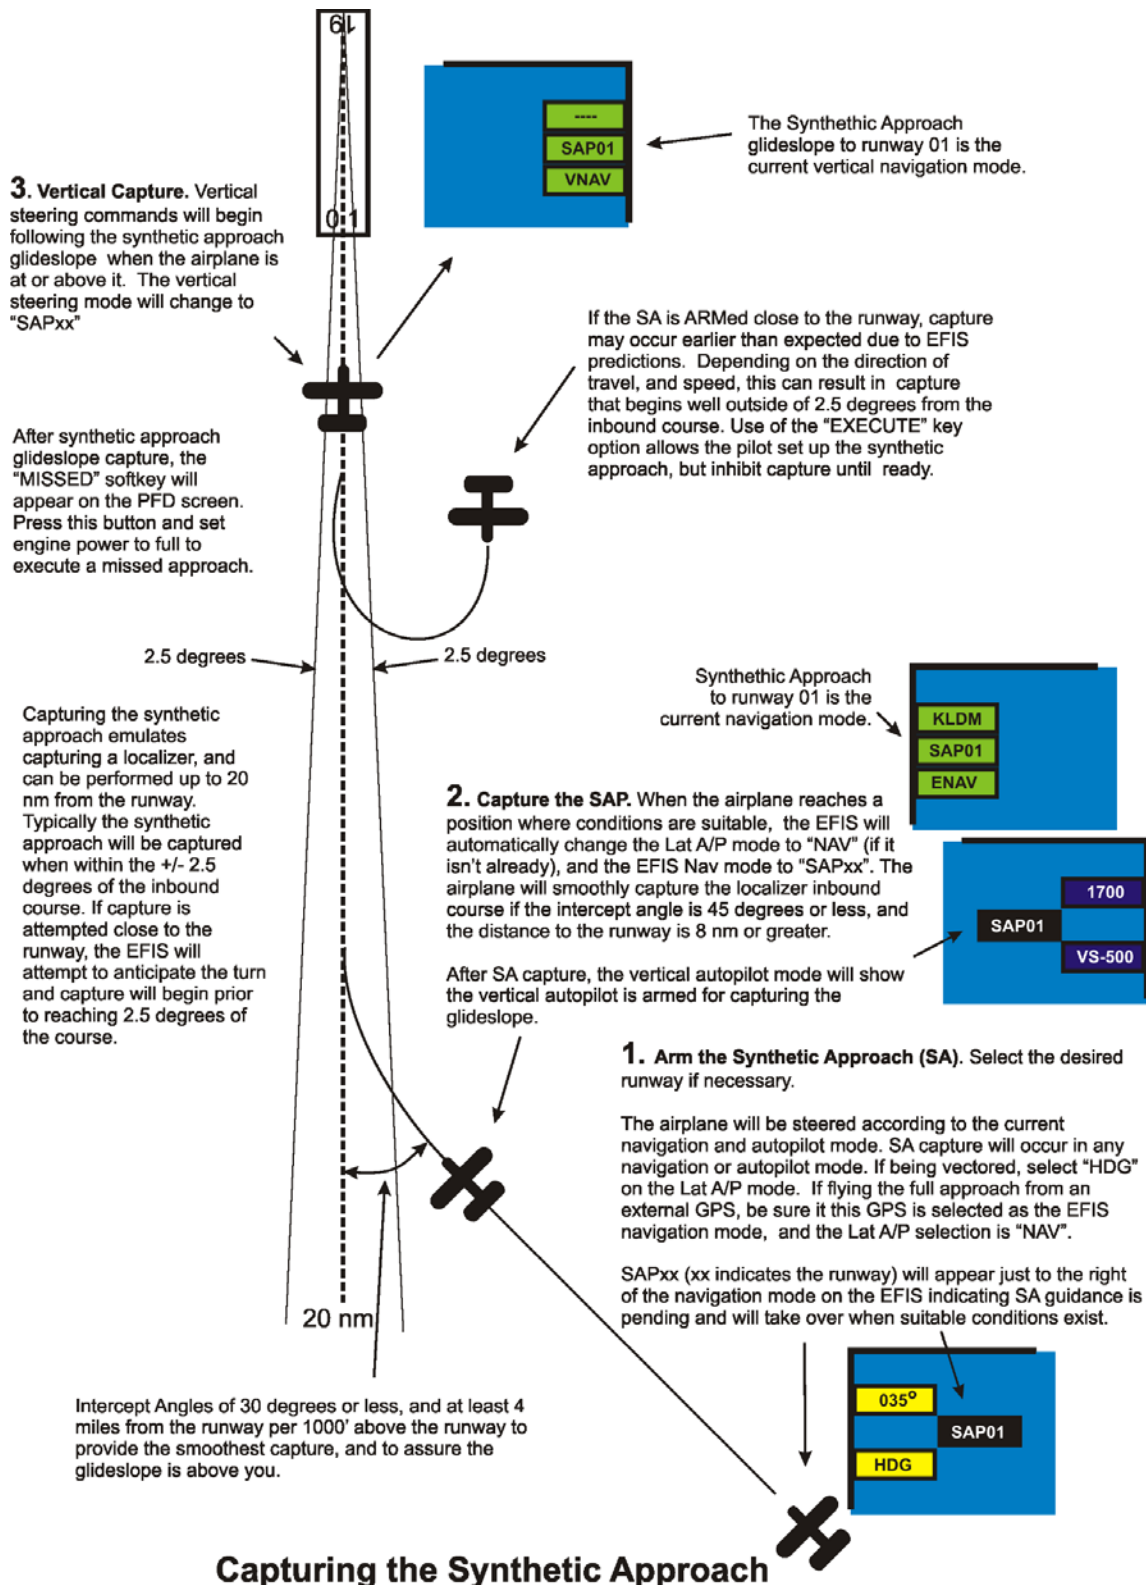 19
----
SAP01
VNAV
The Synthethic Approach
glideslope to runway 01 is the
current vertical navigation mode.
3. Vertical Capture. Vertical
steering commands will begin
following the synthetic approach
glideslope when the airplane is
at or above it. The vertical
steering mode will change to
"SAPxx"
01
If the SA is ARMed close to the runway, capture
may occur earlier than expected due to EFIS
predictions. Depending on the direction of
travel, and speed, this can result in capture
that begins well outside of 2.5 degrees from the
inbound course. Use of the "EXECUTE" key
option allows the pilot set up the synthetic
approach, but inhibit capture until ready.
After synthetic approach
glideslope capture, the
"MISSED" softkey will
appear on the PFD screen.
Press this button and set
engine power to full to
execute a missed approach.
2.5 degrees
2.5 degrees
Synthethic Approach
to runway 01 is the
current navigation mode.
KLDM
SAP01
ENAV
Capturing the synthetic
approach emulates
capturing a localizer, and
can be performed up to 20
nm from the runway.
Typically the synthetic
approach will be captured
when within the +/- 2.5
degrees of the inbound
course. If capture is
attempted close to the
runway, the EFIS will
attempt to anticipate the turn
and capture will begin prior
to reaching 2.5 degrees of
the course.
2. Capture the SAP. When the airplane reaches a
position where conditions are suitable, the EFIS will
automatically change the Lat A/P mode to "NAV" (if it
isn't already), and the EFIS Nav mode to "SAPxx". The
airplane will smoothly capture the localizer inbound
course if the intercept angle is 45 degrees or less, and
the distance to the runway is 8 nm or greater.
After SA capture, the vertical autopilot mode will show
the vertical autopilot is armed for capturing the
glideslope.
1700
SAP01
VS-500
1. Arm the Synthetic Approach (SA). Select the desired
runway if necessary.
The airplane will be steered according to the current
navigation and autopilot mode. SA capture will occur in any
navigation or autopilot mode. If being vectored, select "HDG"
on the Lat A/P mode. If flying the full approach from an
external GPS, be sure it this GPS is selected as the EFIS
navigation mode, and the Lat A/P selection is "NAV".
SAPxx (xx indicates the runway) will appear just to the right
of the navigation mode on the EFIS indicating SA guidance is
pending and will take over when suitable conditions exist.
20 nm
035°
SAP01
HDG
Intercept Angles of 30 degrees or less, and at least 4
miles from the runway per 1000' above the runway to
provide the smoothest capture, and to assure the
glideslope is above you.
Capturing the Synthetic Approach